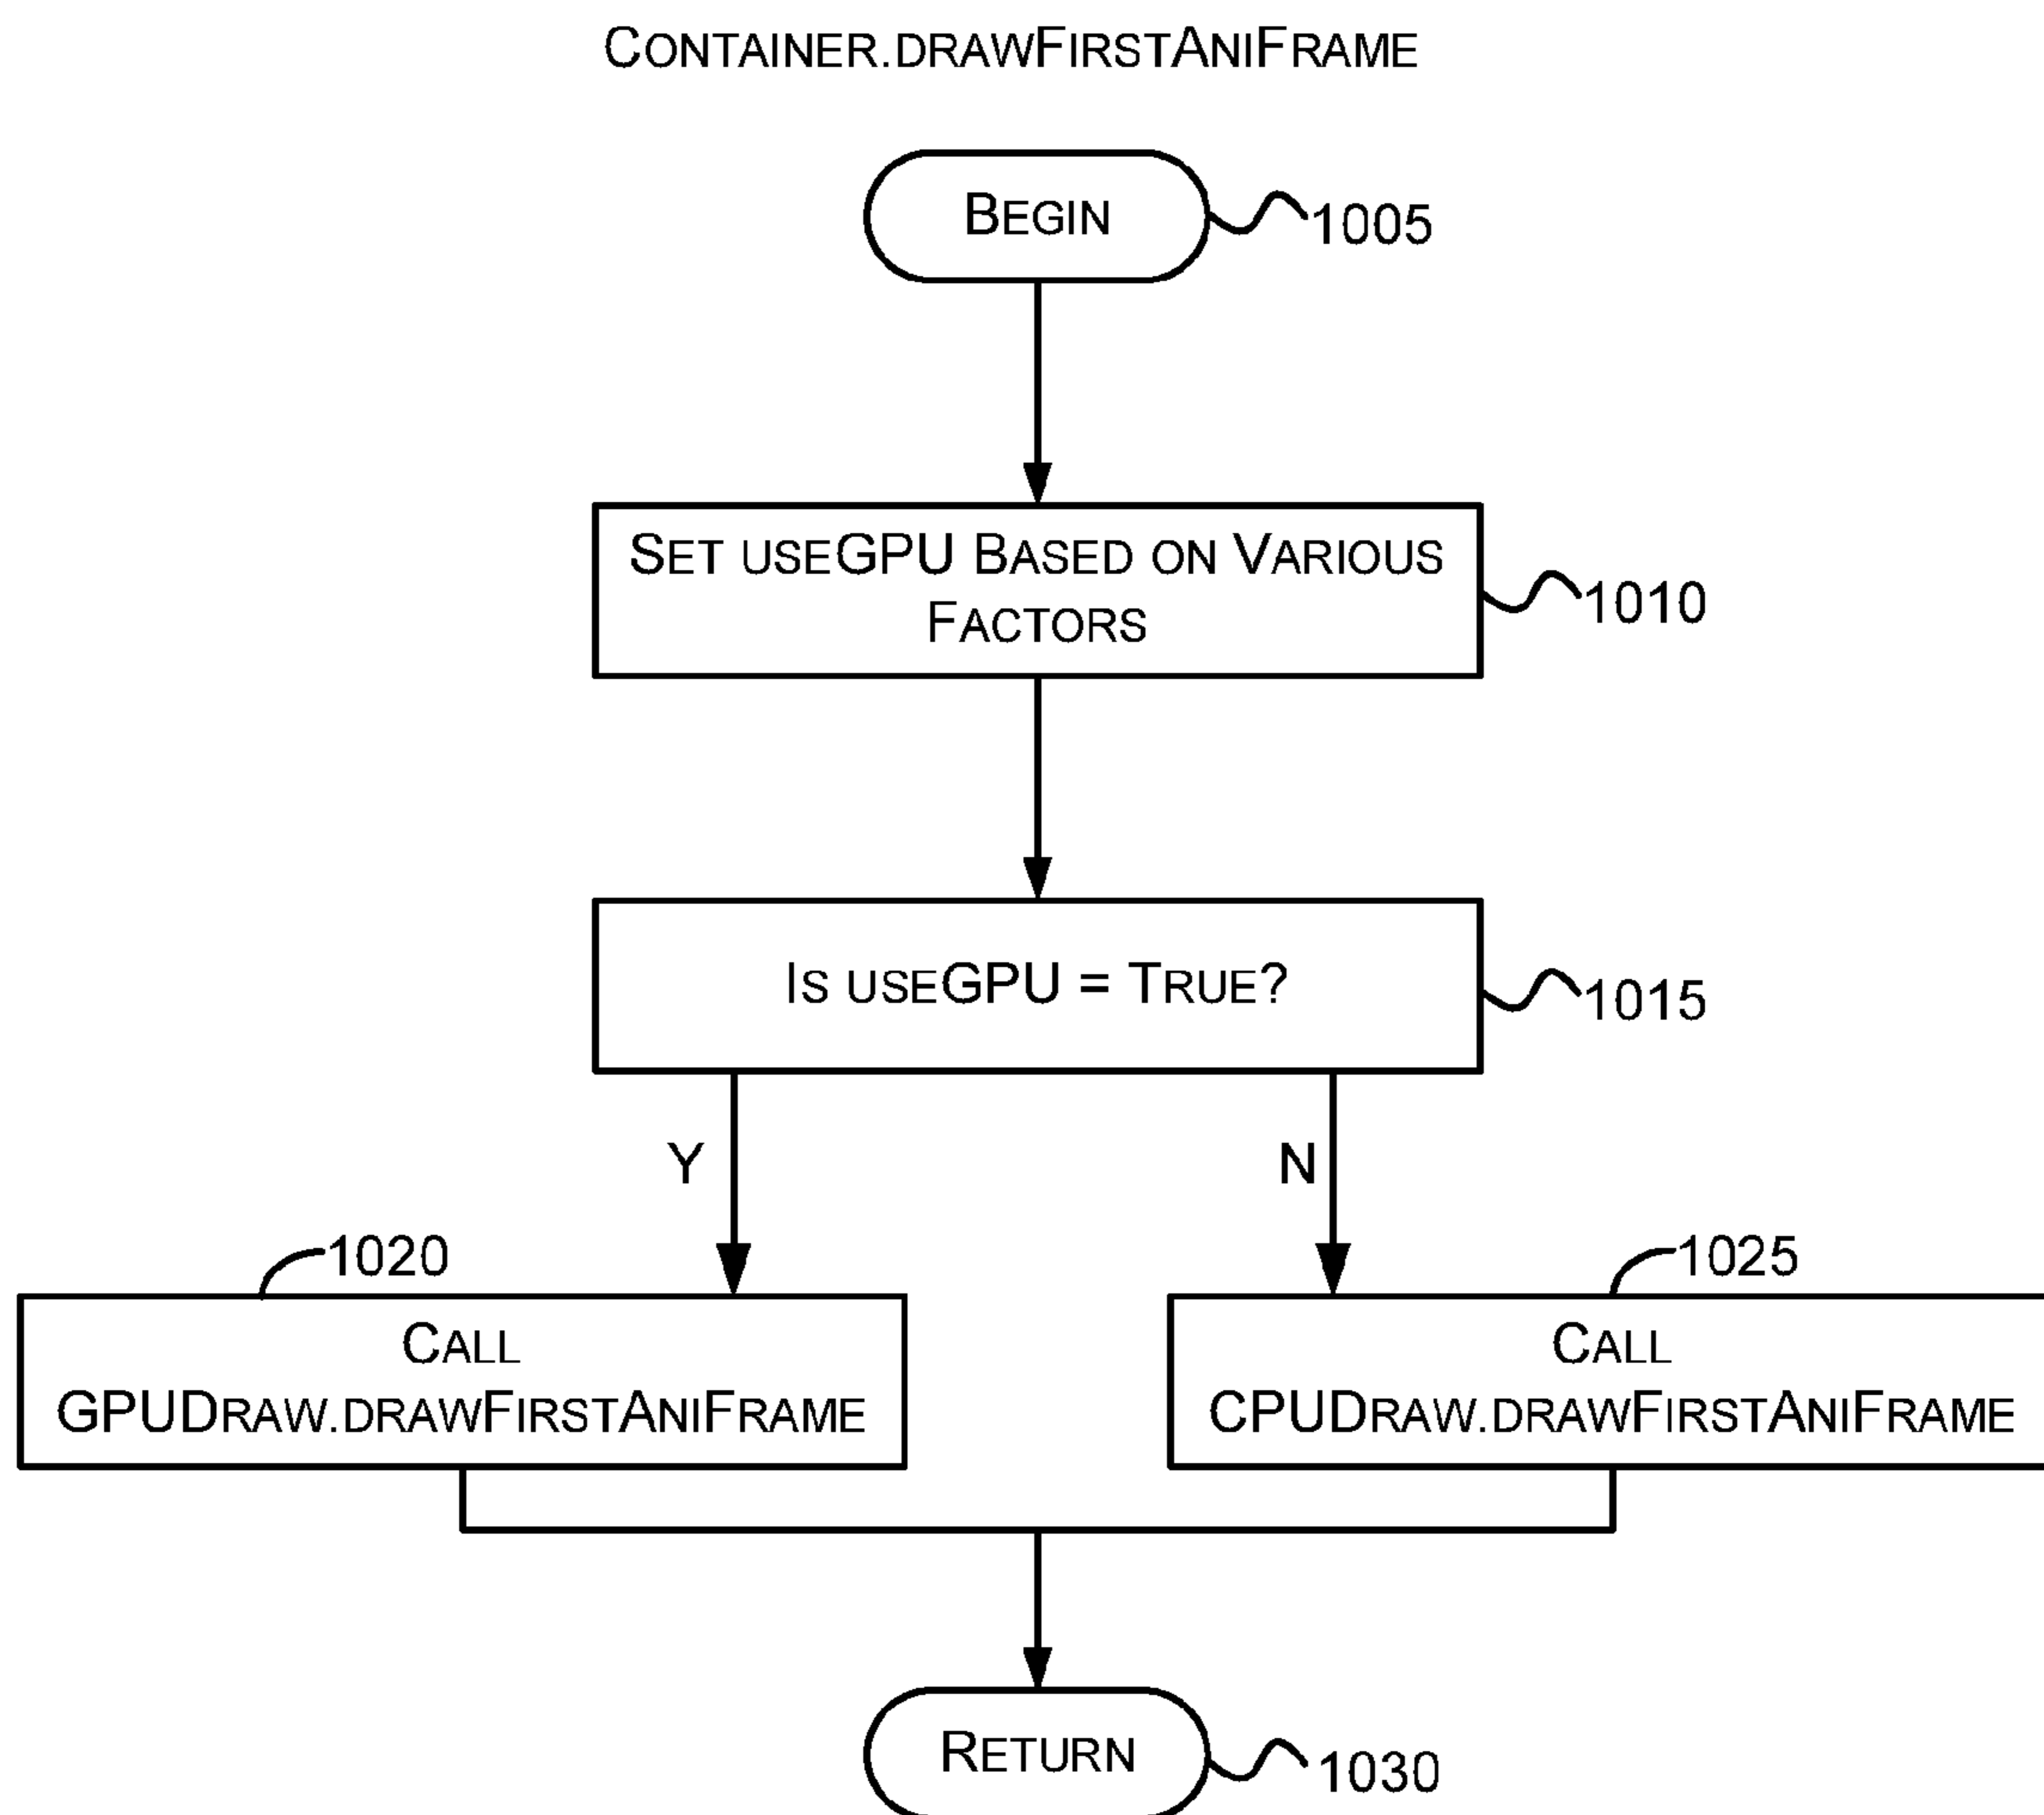 CONTAINER.DRAWFIRSTANIFRAME
BEGIN
1005
SET USEGPU BASED ON VARIOUS
FACTORS
1010
IS USEGPU = TRUE?
1015
Y
N
1020
1025
CALL
GPUDRAW.DRAWFIRSTANIFRAME
CALL
CPUDRAW.DRAWFIRSTANIFRAME
RETURN
1030